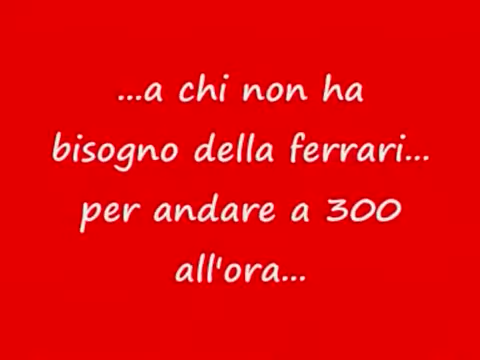 ...a chi non ha
bisogno della ferrari...
per andare a 300
all'ora...